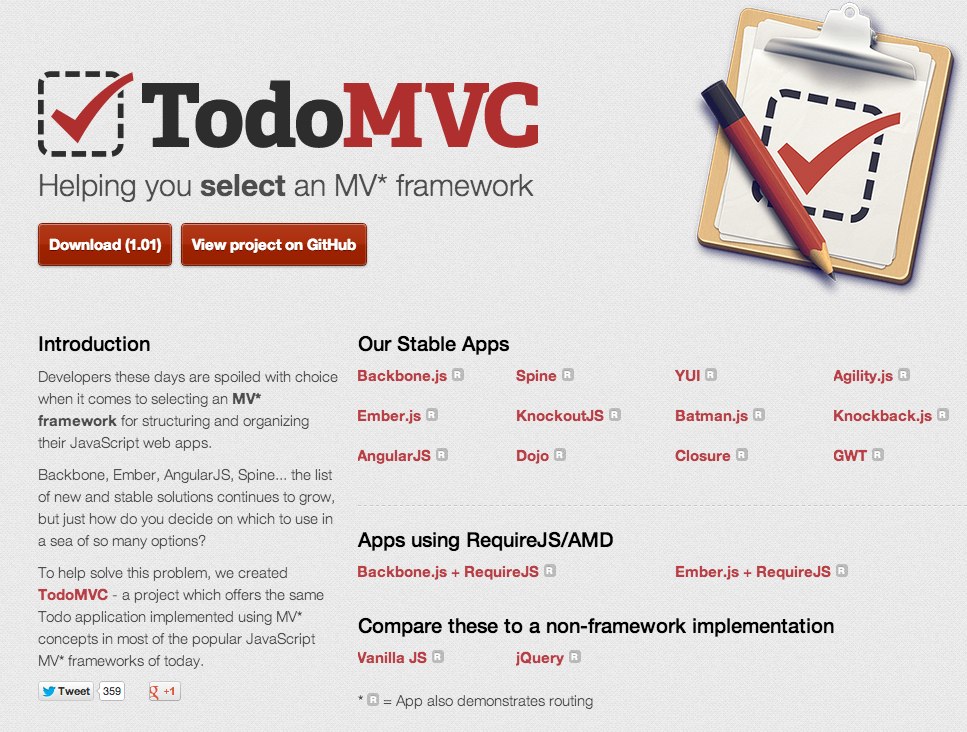 TodoMVC
Helping you select an MV* framework
Download (1.01) View project on GitHub
Introduction
Developers these days are spoiled with choice
when it comes to selecting an MV*
framework for structuring and organizing
their JavaScript web apps.
Backbone, Ember, AngularJS, Spine... the list
of new and stable solutions continues to grow,
but just how do you decide on which to use in
a sea of so many options?
To help solve this problem, we created
TodoMVC - a project which offers the same
Todo application implemented using MV*
concepts in most of the popular JavaScript
MV* frameworks of today.
Tweet 359 g +1
Our Stable Apps
Backbone.js R Spine R YUI R Agility.js R
Ember.js R KnockoutJS R Batman.js R Knockback.js R
AngularJS R Dojo R Closure R GWT R
Apps using RequireJS/AMD
Backbone.js + RequireJS R Ember.js + RequireJS R
Compare these to a non-framework implementation
Vanilla JS R jQuery R
* R = App also demonstrates routing